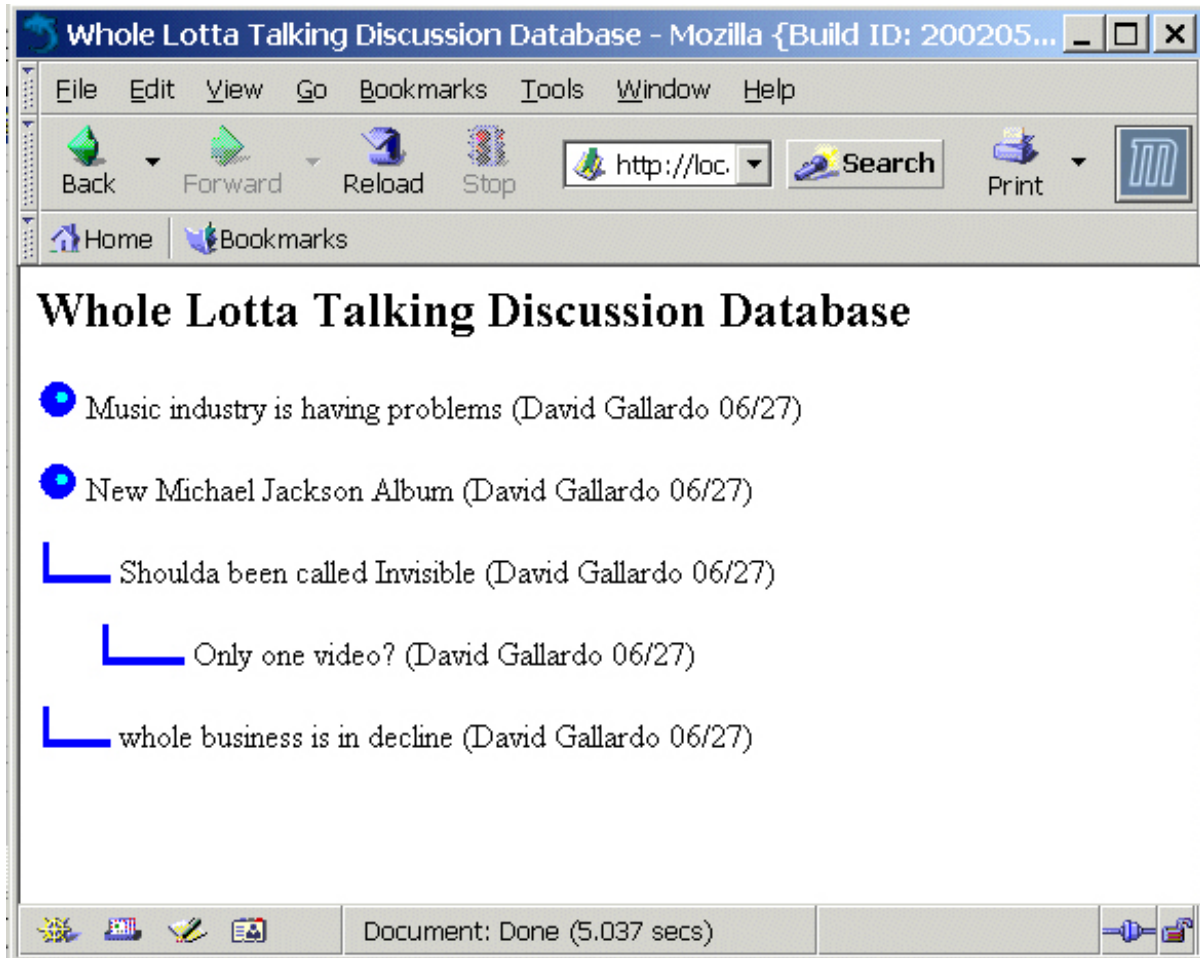 Whole Lotta Talking Discussion Database - Mozilla {Build ID: 200205...
File Edit View Go Bookmarks Tools Window Help
Back Forward Reload Stop http://loc. Search Print
Home Bookmarks
Whole Lotta Talking Discussion Database
Music industry is having problems (David Gallardo 06/27)
New Michael Jackson Album (David Gallardo 06/27)
Shoulda been called Invisible (David Gallardo 06/27)
Only one video? (David Gallardo 06/27)
whole business is in decline (David Gallardo 06/27)
Document: Done (5.037 secs)